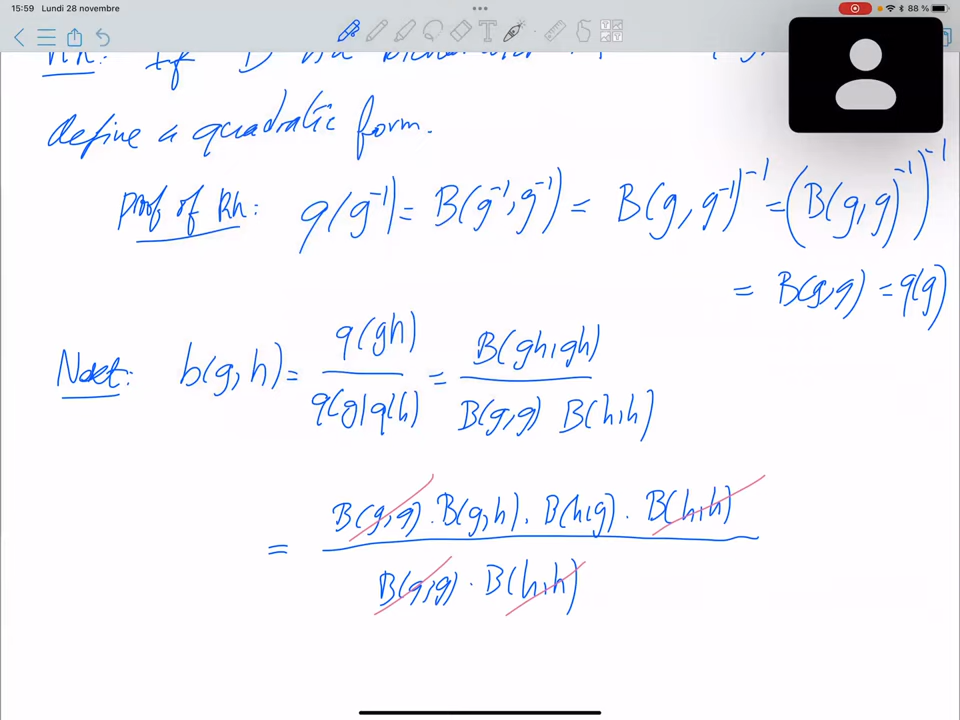 15:59 Lundi 28 novembre 88 %
define a quadratic form.
Proof of Rk: q(g⁻¹) = B(g⁻¹, g⁻¹) = B(g, g⁻¹)⁻¹ = (B(g, g)⁻¹)⁻¹
= B(g, g) = q(g)
Next: b(g, h) = q(gh) / q(g)q(h) = B(gh, gh) / B(g, g) B(h, h)
= B(g, g) · B(g, h) · B(h, g) · B(h, h) / B(g, g) · B(h, h)